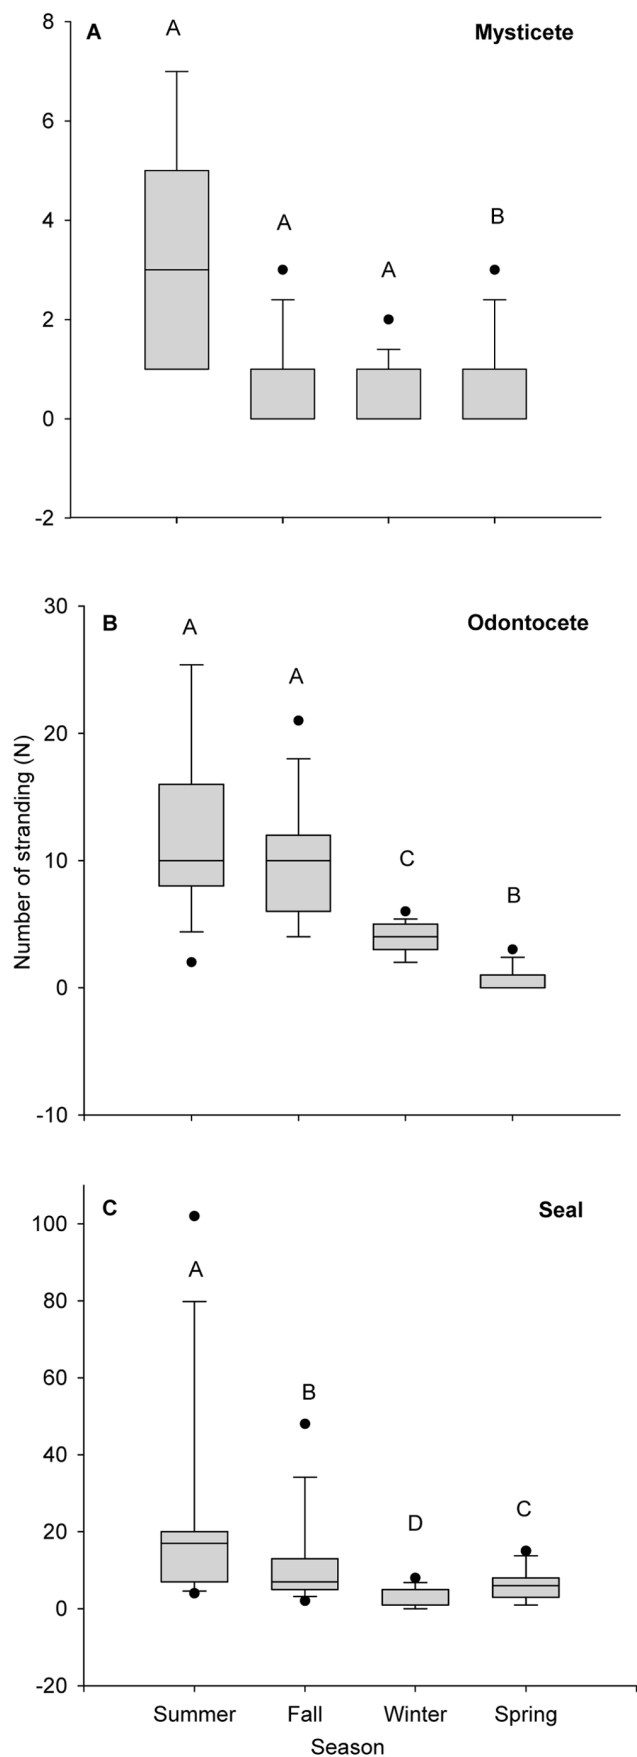 8
A
A
Mysticete
6
4
A
B
A
2
0
-2
30
B
A
Odontocete
A
20
C
10
B
0
-10
Number of stranding (N)
C
Seal
100
A
80
60
B
40
D
C
20
0
-20
Summer
Fall
Winter
Spring
Season